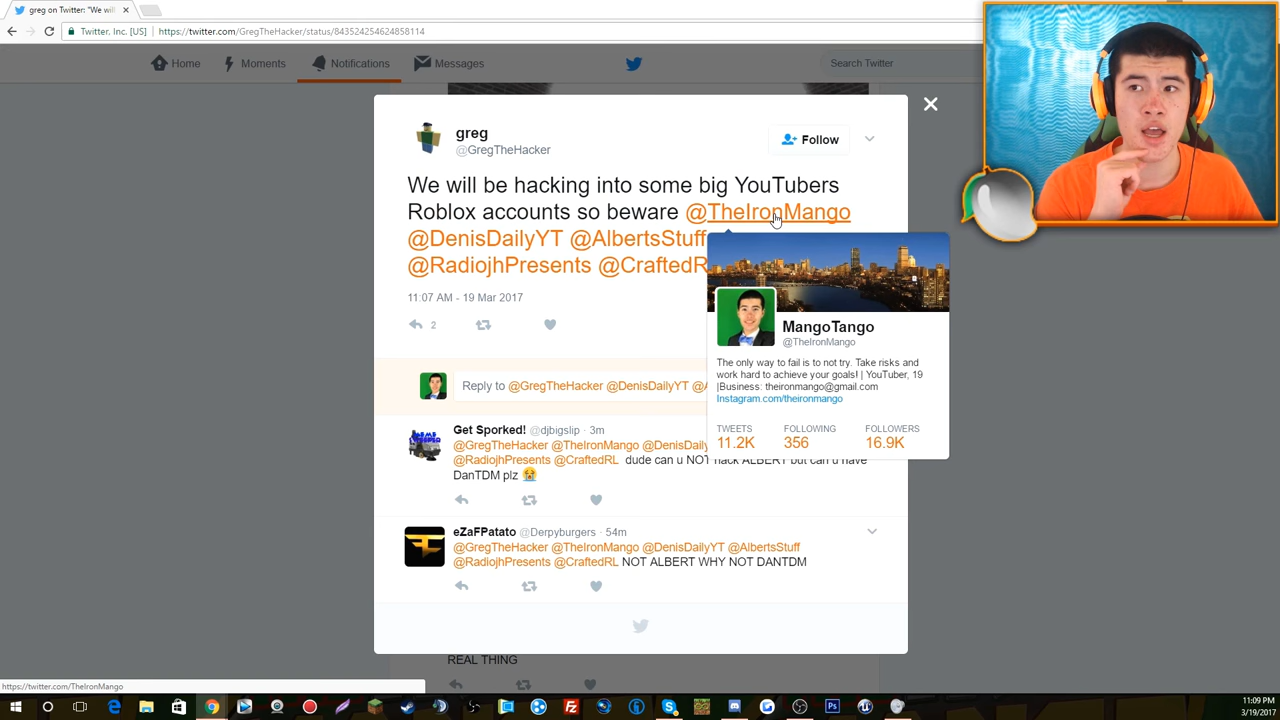 greg on Twitter: "We wil
Twitter, Inc. [US] https://twitter.com/GregTheHacker/status/843524254624858114
Home Moments Notifications Messages Search Twitter
greg
@GregTheHacker
Follow
We will be hacking into some big YouTubers
Roblox accounts so beware @TheIronMango
@DenisDailyYT @AlbertsStuff
@RadiojhPresents @CraftedR
11:07 AM - 19 Mar 2017
2
MangoTango
@TheIronMango
The only way to fail is to not try. Take risks and
work hard to achieve your goals! | YouTuber, 19
|Business: theironmango@gmail.com
Instagram.com/theironmango
TWEETS FOLLOWING FOLLOWERS
11.2K 356 16.9K
Reply to @GregTheHacker @DenisDailyYT @A
Get Sporked! @djbigslip · 3m
@GregTheHacker @TheIronMango @DenisDaily
@RadiojhPresents @CraftedRL dude can u NOT hack ALBERT but can u have
DanTDM plz
eZaFPatato @Derpyburgers · 54m
@GregTheHacker @TheIronMango @DenisDailyYT @AlbertsStuff
@RadiojhPresents @CraftedRL NOT ALBERT WHY NOT DANTDM
REAL THING
https://twitter.com/TheIronMango
11:09 PM
3/19/2017